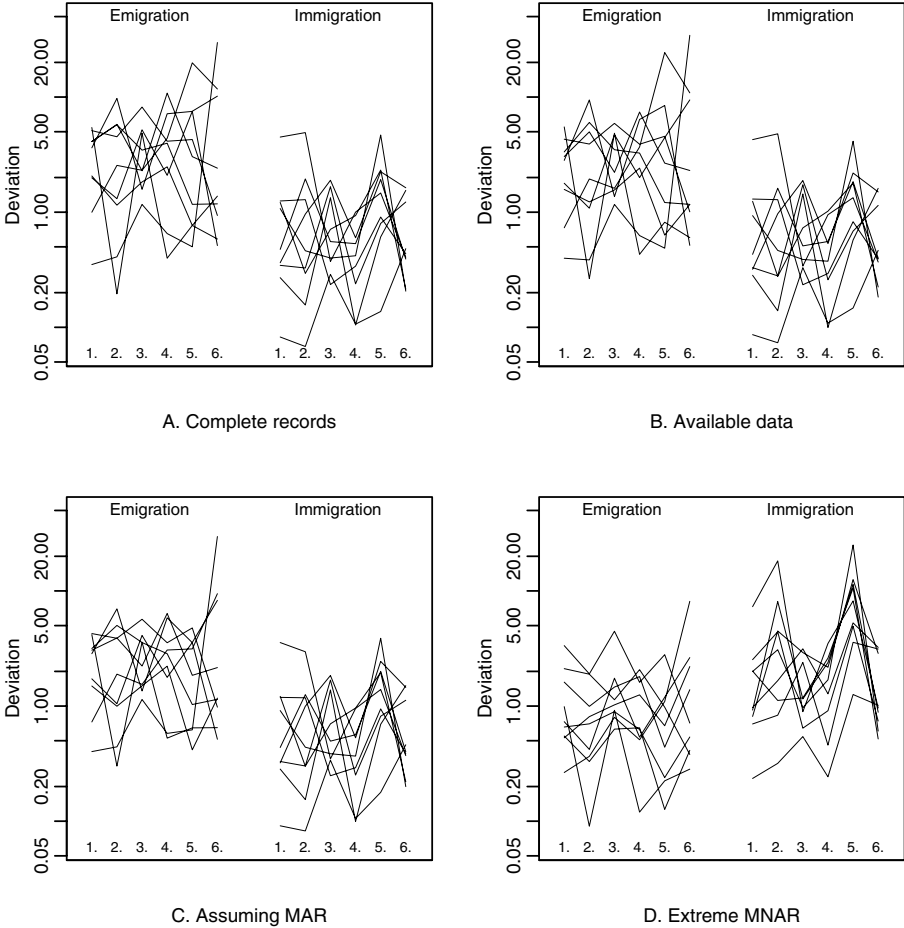 Emigration Immigration
Deviation
0.05 0.20 1.00 5.00 20.00
1. 2. 3. 4. 5. 6. 1. 2. 3. 4. 5. 6.
A. Complete records
Emigration Immigration
Deviation
0.05 0.20 1.00 5.00 20.00
1. 2. 3. 4. 5. 6. 1. 2. 3. 4. 5. 6.
B. Available data
Emigration Immigration
Deviation
0.05 0.20 1.00 5.00 20.00
1. 2. 3. 4. 5. 6. 1. 2. 3. 4. 5. 6.
C. Assuming MAR
Emigration Immigration
Deviation
0.05 0.20 1.00 5.00 20.00
1. 2. 3. 4. 5. 6. 1. 2. 3. 4. 5. 6.
D. Extreme MNAR